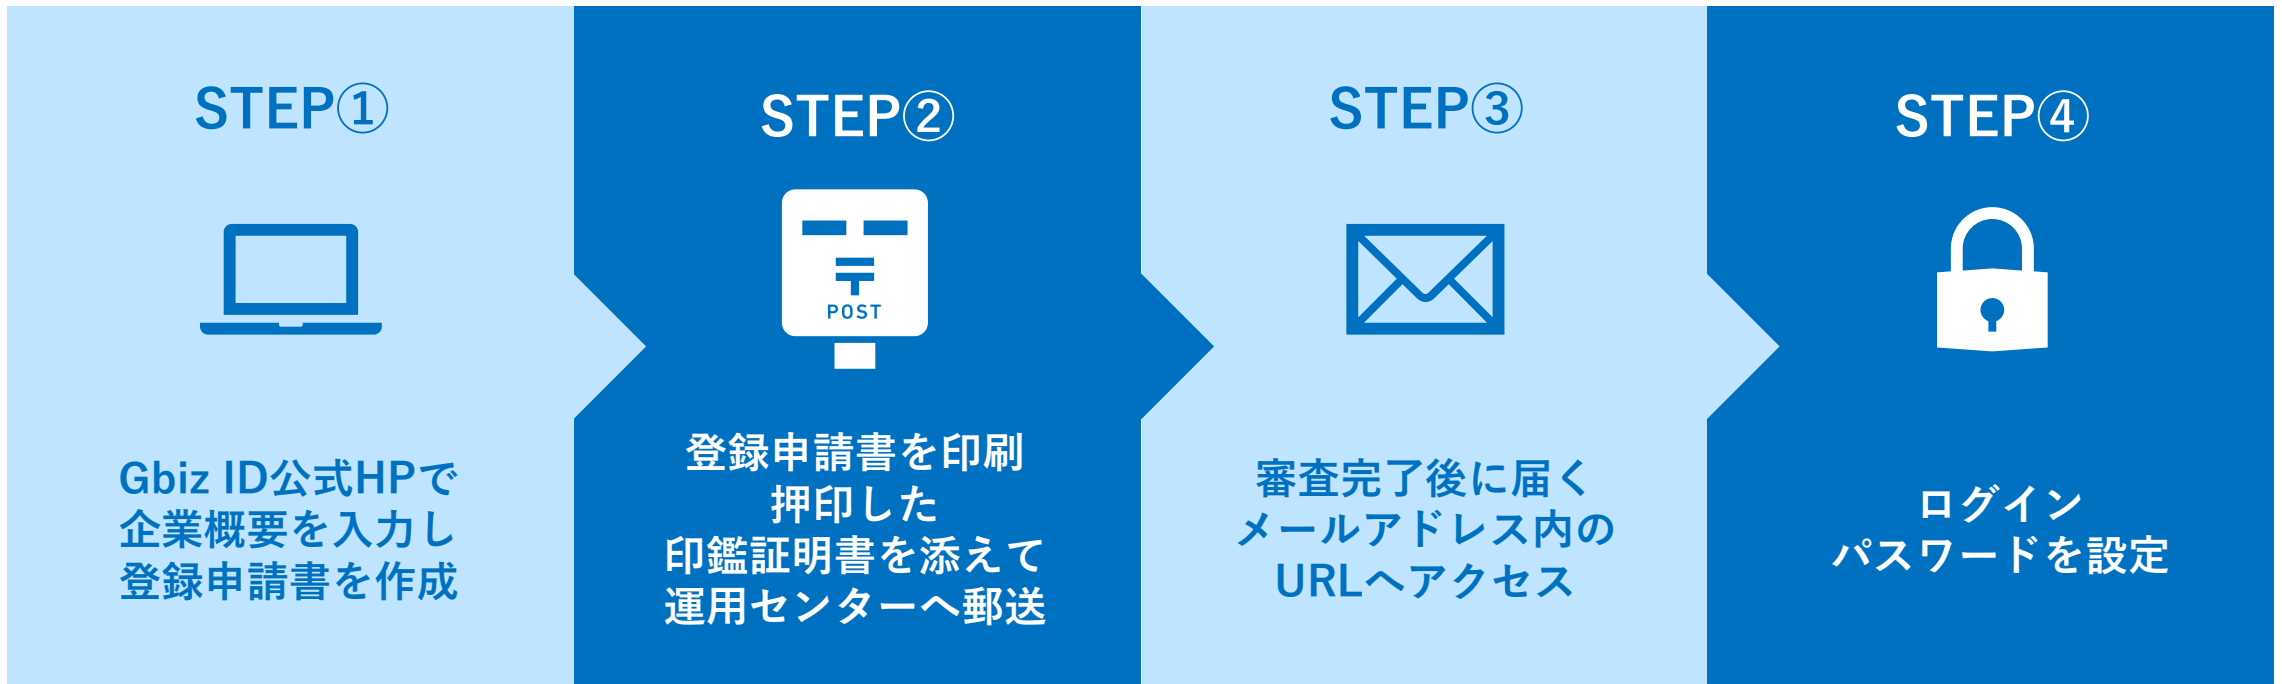 STEP①
Gbiz ID公式HPで
企業概要を入力し
登録申請書を作成
STEP②
〒
POST
登録申請書を印刷
押印した
印鑑証明書を添えて
運用センターへ郵送
STEP③
審査完了後に届く
メールアドレス内の
URLへアクセス
STEP④
ログイン
パスワードを設定